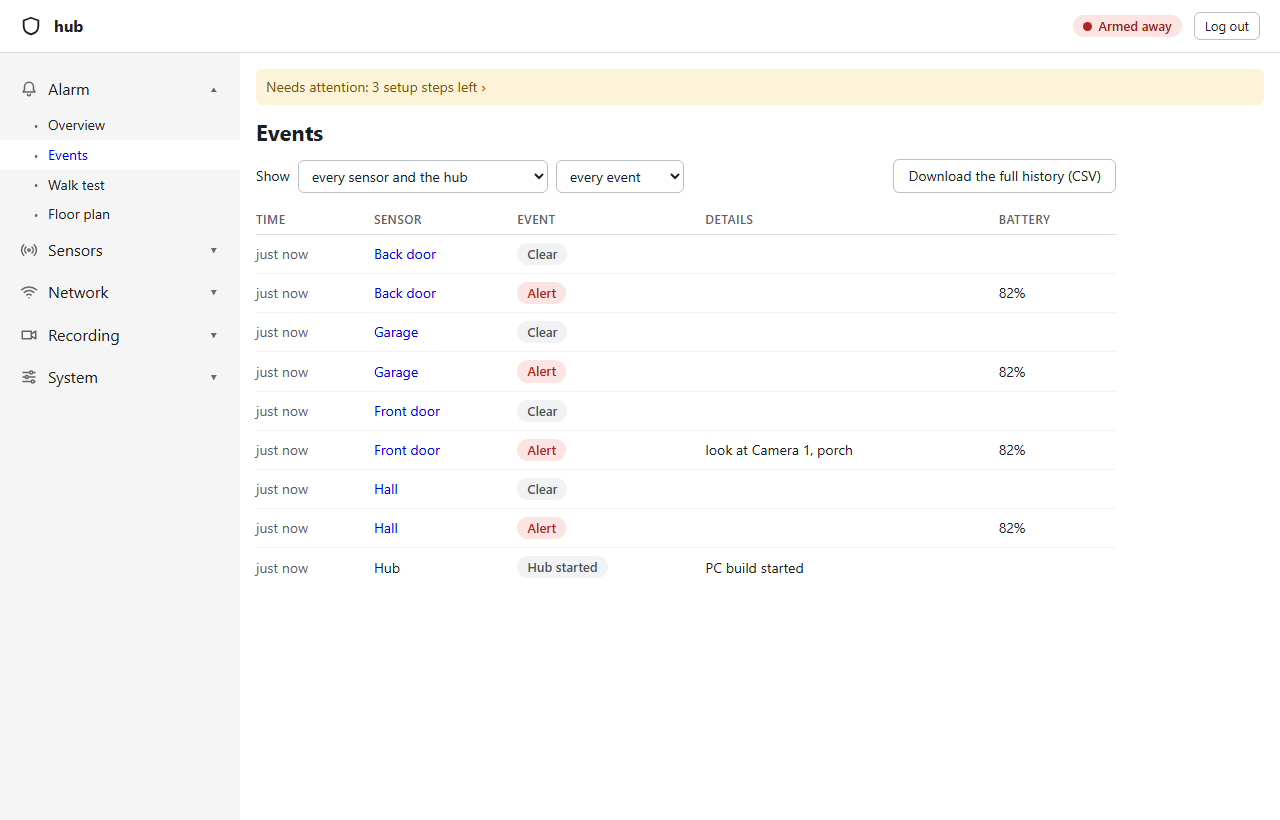 hub
Armed away
Log out
Alarm
Overview
Events
Walk test
Floor plan
Sensors
Network
Recording
System
Needs attention: 3 setup steps left ›
Events
Show every sensor and the hub every event Download the full history (CSV)
TIME SENSOR EVENT DETAILS BATTERY
just now Back door Clear
just now Back door Alert 82%
just now Garage Clear
just now Garage Alert 82%
just now Front door Clear
just now Front door Alert look at Camera 1, porch 82%
just now Hall Clear
just now Hall Alert 82%
just now Hub Hub started PC build started